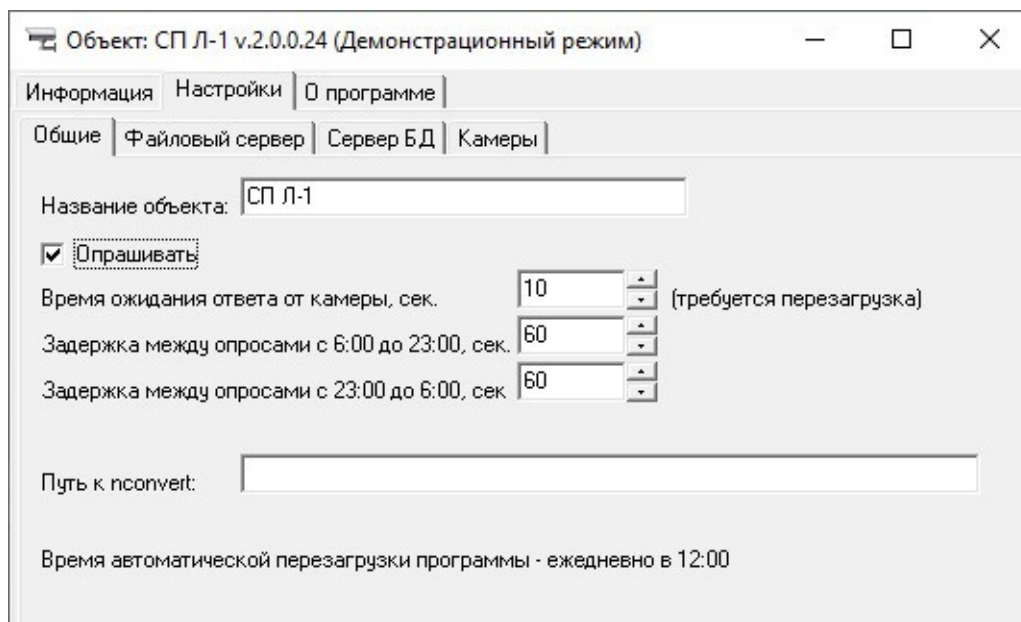 Объект: СП Л-1 v.2.0.0.24 (Демонстрационный режим)
Информация Настройки О программе
Общие Файловый сервер Сервер БД Камеры
Название объекта: СП Л-1
Опрашивать
Время ожидания ответа от камеры, сек. 10 (требуется перезагрузка)
Задержка между опросами с 6:00 до 23:00, сек. 60
Задержка между опросами с 23:00 до 6:00, сек 60
Путь к nconvert:
Время автоматической перезагрузки программы - ежедневно в 12:00